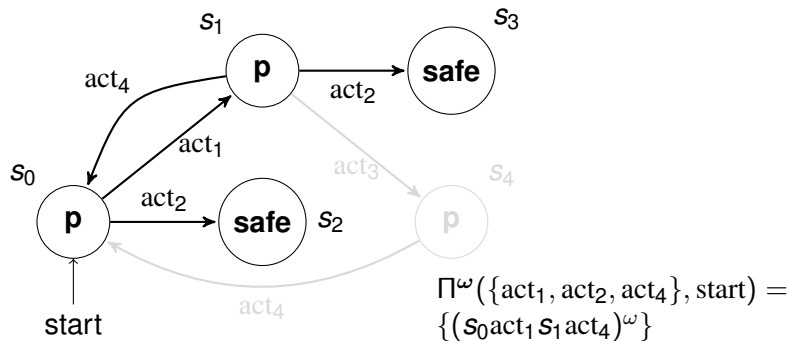 s₁
s₃
p
safe
act₄
act₂
act₁
act₃
s₀
s₄
act₂
p
safe
s₂
p
act₄
start
Πω({act₁, act₂, act₄}, start) =
{(s₀act₁s₁act₄)ω}